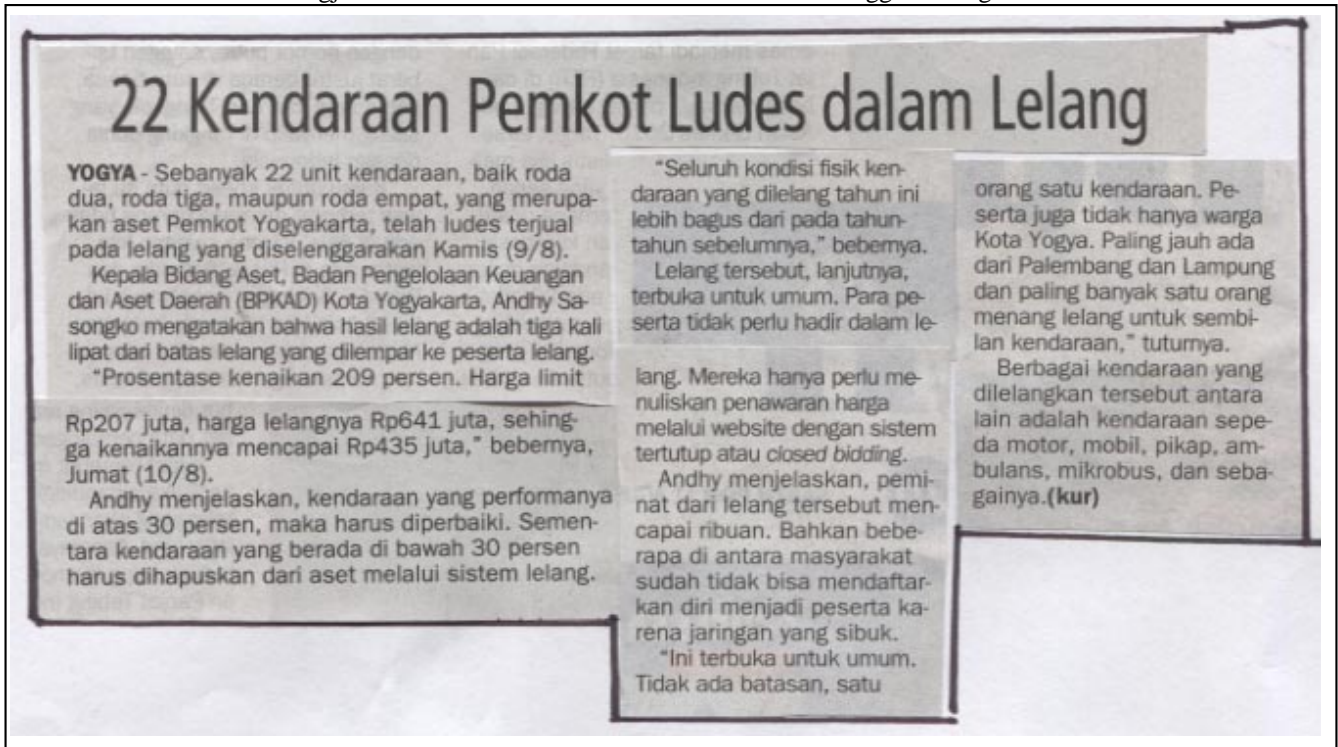 22 Kendaraan Pemkot Ludes dalam Lelang
YOGYA - Sebanyak 22 unit kendaraan, baik roda
dua, roda tiga, maupun roda empat, yang merupa-
kan aset Pemkot Yogyakarta, telah ludes terjual
pada lelang yang diselenggarakan Kamis (9/8).
Kepala Bidang Aset, Badan Pengelolaan Keuangan
dan Aset Daerah (BPKAD) Kota Yogyakarta, Andhy Sa-
songko mengatakan bahwa hasil lelang adalah tiga kali
lipat dari batas lelang yang dilempar ke peserta lelang.
"Prosentase kenaikan 209 persen. Harga limit
Rp207 juta, harga lelangnya Rp641 juta, sehing-
ga kenaikannya mencapai Rp435 juta," bebernya,
Jumat (10/8).
Andhy menjelaskan, kendaraan yang performanya
di atas 30 persen, maka harus diperbaiki. Semen-
tara kendaraan yang berada di bawah 30 persen
harus dihapuskan dari aset melalui sistem lelang.
"Seluruh kondisi fisik ken-
daraan yang dilelang tahun ini
lebih bagus dari pada tahun-
tahun sebelumnya," bebernya.
Lelang tersebut, lanjutnya,
terbuka untuk umum. Para pe-
serta tidak perlu hadir dalam le-
lang. Mereka hanya perlu me-
nuliskan penawaran harga
melalui website dengan sistem
tertutup atau closed bidding.
Andhy menjelaskan, pemi-
nat dari lelang tersebut men-
capai ribuan. Bahkan bebe-
rapa di antara masyarakat
sudah tidak bisa mendaftar-
kan diri menjadi peserta ka-
rena jaringan yang sibuk.
"Ini terbuka untuk umum.
Tidak ada batasan, satu
orang satu kendaraan. Pe-
serta juga tidak hanya warga
Kota Yogya. Paling jauh ada
dari Palembang dan Lampung
dan paling banyak satu orang
menang lelang untuk sembi-
lan kendaraan," tuturnya.
Berbagai kendaraan yang
dilelangkan tersebut antara
lain adalah kendaraan sepe-
da motor, mobil, pikap, am-
bulans, mikrobus, dan seba-
gainya.(kur)